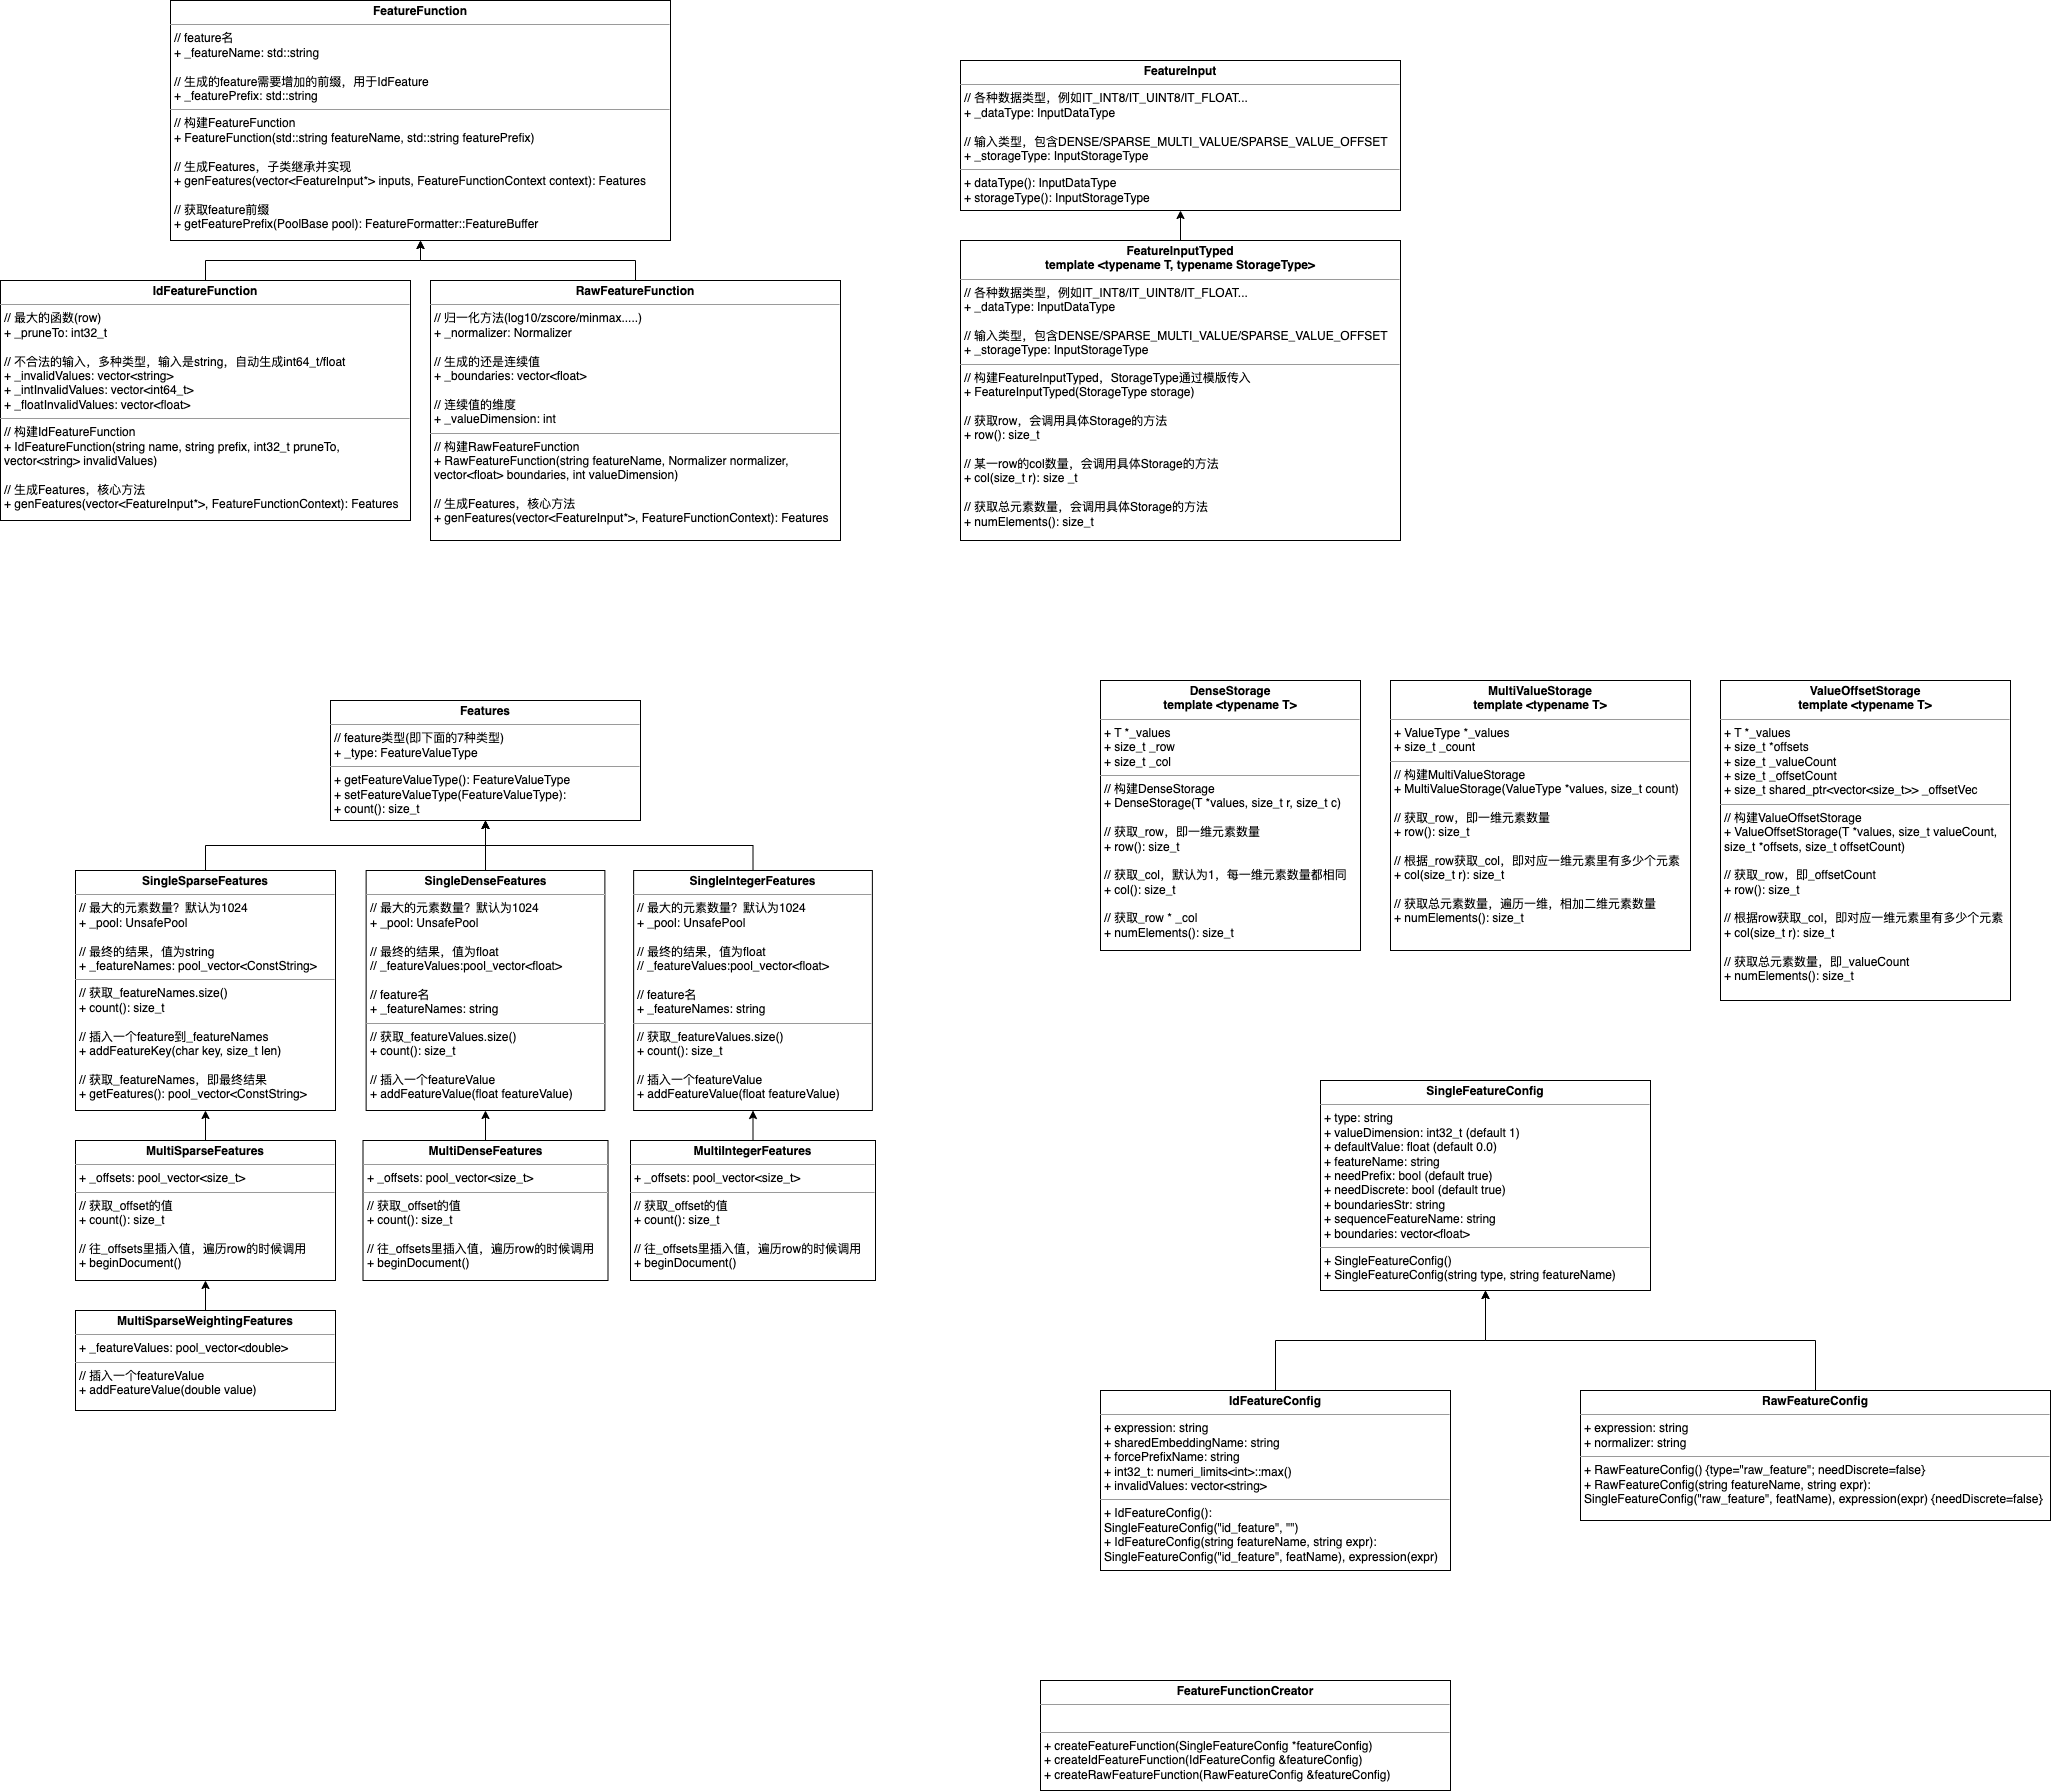 FeatureFunction
// feature名
+ _featureName: std::string
// 生成的feature需要增加的前缀，用于IdFeature
+ _featurePrefix: std::string
// 构建FeatureFunction
+ FeatureFunction(std::string featureName, std::string featurePrefix)
// 生成Features，子类继承并实现
+ genFeatures(vector<FeatureInput*> inputs, FeatureFunctionContext context): Features
// 获取feature前缀
+ getFeaturePrefix(PoolBase pool): FeatureFormatter::FeatureBuffer
IdFeatureFunction
// 最大的函数(row)
+ _pruneTo: int32_t
// 不合法的输入，多种类型，输入是string，自动生成int64_t/float
+ _invalidValues: vector<string>
+ _intInvalidValues: vector<int64_t>
+ _floatInvalidValues: vector<float>
// 构建IdFeatureFunction
+ IdFeatureFunction(string name, string prefix, int32_t pruneTo,
vector<string> invalidValues)
// 生成Features，核心方法
+ genFeatures(vector<FeatureInput*>, FeatureFunctionContext): Features
RawFeatureFunction
// 归一化方法(log10/zscore/minmax.....)
+ _normalizer: Normalizer
// 生成的还是连续值
+ _boundaries: vector<float>
// 连续值的维度
+ _valueDimension: int
// 构建RawFeatureFunction
+ RawFeatureFunction(string featureName, Normalizer normalizer,
vector<float> boundaries, int valueDimension)
// 生成Features，核心方法
+ genFeatures(vector<FeatureInput*>, FeatureFunctionContext): Features
FeatureInput
// 各种数据类型，例如IT_INT8/IT_UINT8/IT_FLOAT...
+ _dataType: InputDataType
// 输入类型，包含DENSE/SPARSE_MULTI_VALUE/SPARSE_VALUE_OFFSET
+ _storageType: InputStorageType
+ dataType(): InputDataType
+ storageType(): InputStorageType
FeatureInputTyped
template <typename T, typename StorageType>
// 各种数据类型，例如IT_INT8/IT_UINT8/IT_FLOAT...
+ _dataType: InputDataType
// 输入类型，包含DENSE/SPARSE_MULTI_VALUE/SPARSE_VALUE_OFFSET
+ _storageType: InputStorageType
// 构建FeatureInputTyped，StorageType通过模版传入
+ FeatureInputTyped(StorageType storage)
// 获取row，会调用具体Storage的方法
+ row(): size_t
// 某一row的col数量，会调用具体Storage的方法
+ col(size_t r): size _t
// 获取总元素数量，会调用具体Storage的方法
+ numElements(): size_t
Features
// feature类型(即下面的7种类型)
+ _type: FeatureValueType
+ getFeatureValueType(): FeatureValueType
+ setFeatureValueType(FeatureValueType):
+ count(): size_t
SingleSparseFeatures
// 最大的元素数量？默认为1024
+ _pool: UnsafePool
// 最终的结果，值为string
+ _featureNames: pool_vector<ConstString>
// 获取_featureNames.size()
+ count(): size_t
// 插入一个feature到_featureNames
+ addFeatureKey(char key, size_t len)
// 获取_featureNames，即最终结果
+ getFeatures(): pool_vector<ConstString>
SingleDenseFeatures
// 最大的元素数量？默认为1024
+ _pool: UnsafePool
// 最终的结果，值为float
// _featureValues:pool_vector<float>
// feature名
+ _featureNames: string
// 获取_featureValues.size()
+ count(): size_t
// 插入一个featureValue
+ addFeatureValue(float featureValue)
SingleIntegerFeatures
// 最大的元素数量？默认为1024
+ _pool: UnsafePool
// 最终的结果，值为float
// _featureValues:pool_vector<float>
// feature名
+ _featureNames: string
// 获取_featureValues.size()
+ count(): size_t
// 插入一个featureValue
+ addFeatureValue(float featureValue)
MultiSparseFeatures
+ _offsets: pool_vector<size_t>
// 获取_offset的值
+ count(): size_t
// 往_offsets里插入值，遍历row的时候调用
+ beginDocument()
MultiDenseFeatures
+ _offsets: pool_vector<size_t>
// 获取_offset的值
+ count(): size_t
// 往_offsets里插入值，遍历row的时候调用
+ beginDocument()
MultiIntegerFeatures
+ _offsets: pool_vector<size_t>
// 获取_offset的值
+ count(): size_t
// 往_offsets里插入值，遍历row的时候调用
+ beginDocument()
MultiSparseWeightingFeatures
+ _featureValues: pool_vector<double>
// 插入一个featureValue
+ addFeatureValue(double value)
DenseStorage
template <typename T>
+ T *_values
+ size_t _row
+ size_t _col
// 构建DenseStorage
+ DenseStorage(T *values, size_t r, size_t c)
// 获取_row，即一维元素数量
+ row(): size_t
// 获取_col，默认为1，每一维元素数量都相同
+ col(): size_t
// 获取_row * _col
+ numElements(): size_t
MultiValueStorage
template <typename T>
+ ValueType *_values
+ size_t _count
// 构建MultiValueStorage
+ MultiValueStorage(ValueType *values, size_t count)
// 获取_row，即一维元素数量
+ row(): size_t
// 根据_row获取_col，即对应一维元素里有多少个元素
+ col(size_t r): size_t
// 获取总元素数量，遍历一维，相加二维元素数量
+ numElements(): size_t
ValueOffsetStorage
template <typename T>
+ T *_values
+ size_t *offsets
+ size_t _valueCount
+ size_t _offsetCount
+ size_t shared_ptr<vector<size_t>> _offsetVec
// 构建ValueOffsetStorage
+ ValueOffsetStorage(T *values, size_t valueCount,
size_t *offsets, size_t offsetCount)
// 获取_row，即_offsetCount
+ row(): size_t
// 根据row获取_col，即对应一维元素里有多少个元素
+ col(size_t r): size_t
// 获取总元素数量，即_valueCount
+ numElements(): size_t
SingleFeatureConfig
+ type: string
+ valueDimension: int32_t (default 1)
+ defaultValue: float (default 0.0)
+ featureName: string
+ needPrefix: bool (default true)
+ needDiscrete: bool (default true)
+ boundariesStr: string
+ sequenceFeatureName: string
+ boundaries: vector<float>
+ SingleFeatureConfig()
+ SingleFeatureConfig(string type, string featureName)
IdFeatureConfig
+ expression: string
+ sharedEmbeddingName: string
+ forcePrefixName: string
+ int32_t: numeri_limits<int>::max()
+ invalidValues: vector<string>
+ IdFeatureConfig():
SingleFeatureConfig("id_feature", "")
+ IdFeatureConfig(string featureName, string expr):
SingleFeatureConfig("id_feature", featName), expression(expr)
RawFeatureConfig
+ expression: string
+ normalizer: string
+ RawFeatureConfig() {type="raw_feature"; needDiscrete=false}
+ RawFeatureConfig(string featureName, string expr):
SingleFeatureConfig("raw_feature", featName), expression(expr) {needDiscrete=false}
FeatureFunctionCreator
+ createFeatureFunction(SingleFeatureConfig *featureConfig)
+ createIdFeatureFunction(IdFeatureConfig &featureConfig)
+ createRawFeatureFunction(RawFeatureConfig &featureConfig)